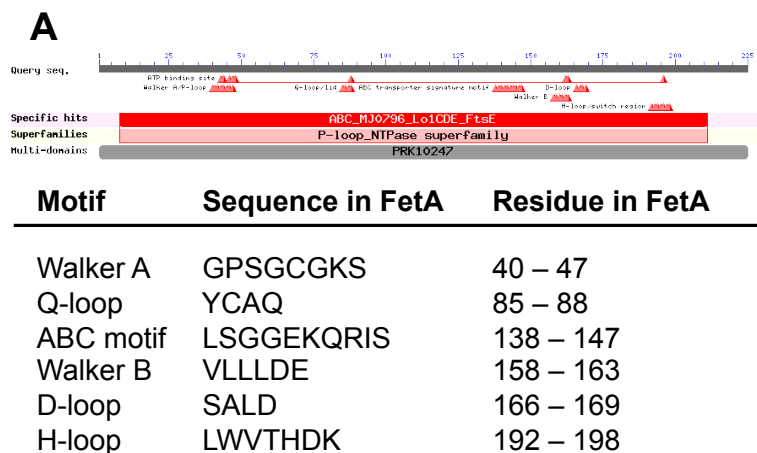 A
1 25 50 75 100 125 150 175 200 225
Query seq.
ATP binding site
Walker A/P-loop Q-loop/lid ABC transporter signature motif D-loop
Walker B
H-loop/switch region
Specific hits ABC_MJ0796_Lo1CDE_FtsE
Superfamilies P-loop_NTPase superfamily
Multi-domains PRK10247
Motif Sequence in FetA Residue in FetA
Walker A GPSGCGKS 40 – 47
Q-loop YCAQ 85 – 88
ABC motif LSGGEKQRIS 138 – 147
Walker B VLLLDE 158 – 163
D-loop SALD 166 – 169
H-loop LWVTHDK 192 – 198